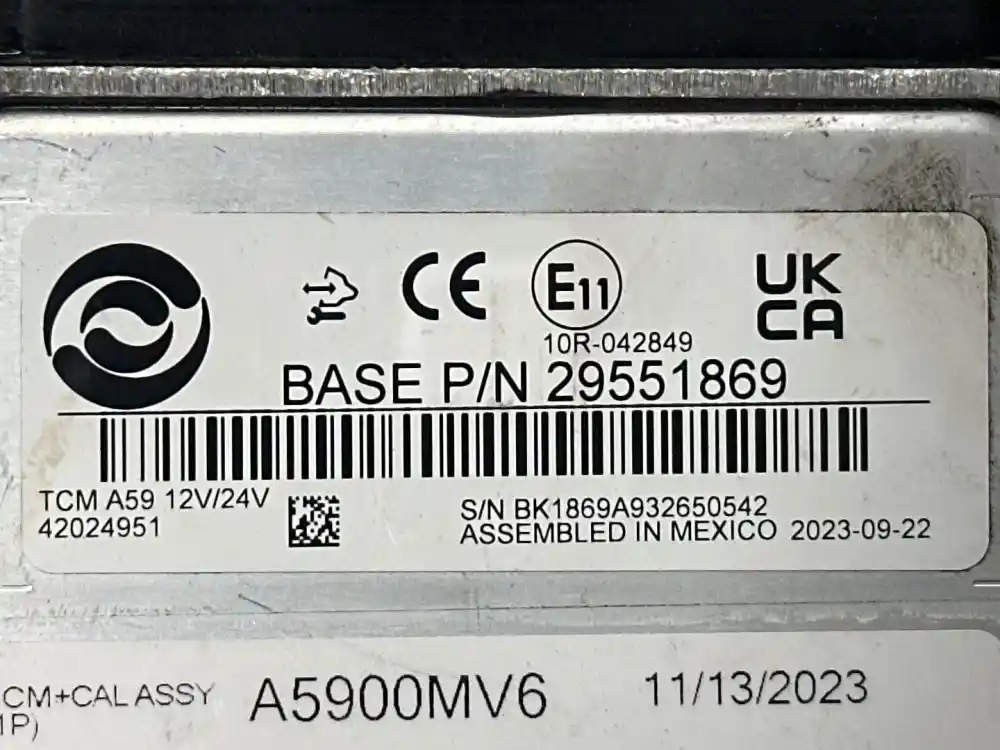 CE E11 UK
CA
10R-042849
BASE P/N 29551869
TCM A59 12V/24V
42024951
S/N BK1869A932650542
ASSEMBLED IN MEXICO 2023-09-22
CM+CAL ASSY A5900MV6 11/13/2023
1P)